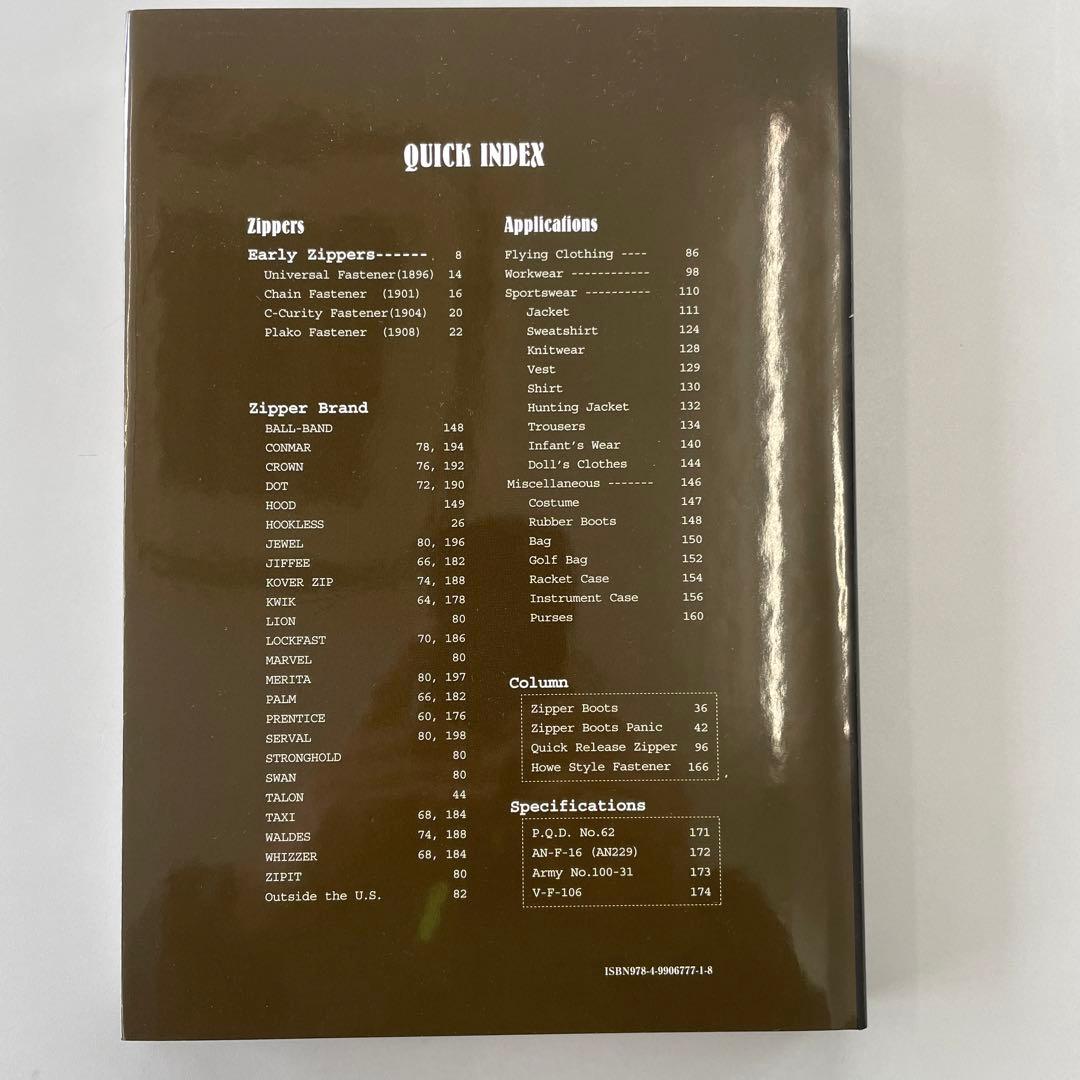 QUICK INDEX
Zippers
Early Zippers------ 8
Universal Fastener(1896) 14
Chain Fastener (1901) 16
C-Curity Fastener(1904) 20
Plako Fastener (1908) 22
Zipper Brand
BALL-BAND 148
CONMAR 78, 194
CROWN 76, 192
DOT 72, 190
HOOD 149
HOOKLESS 26
JEWEL 80, 196
JIFFEE 66, 182
KOVER ZIP 74, 188
KWIK 64, 178
LION 80
LOCKFAST 70, 186
MARVEL 80
MERITA 80, 197
PALM 66, 182
PRENTICE 60, 176
SERVAL 80, 198
STRONGHOLD 80
SWAN 80
TALON 44
TAXI 68, 184
WALDES 74, 188
WHIZZER 68, 184
ZIPIT 80
Outside the U.S. 82
Applications
Flying Clothing ---- 86
Workwear ------------ 98
Sportswear ---------- 110
Jacket 111
Sweatshirt 124
Knitwear 128
Vest 129
Shirt 130
Hunting Jacket 132
Trousers 134
Infant's Wear 140
Doll's Clothes 144
Miscellaneous ------- 146
Costume 147
Rubber Boots 148
Bag 150
Golf Bag 152
Racket Case 154
Instrument Case 156
Purses 160
Column
Zipper Boots 36
Zipper Boots Panic 42
Quick Release Zipper 96
Howe Style Fastener 166
Specifications
P.Q.D. No.62 171
AN-F-16 (AN229) 172
Army No.100-31 173
V-F-106 174
ISBN978-4-9906777-1-8